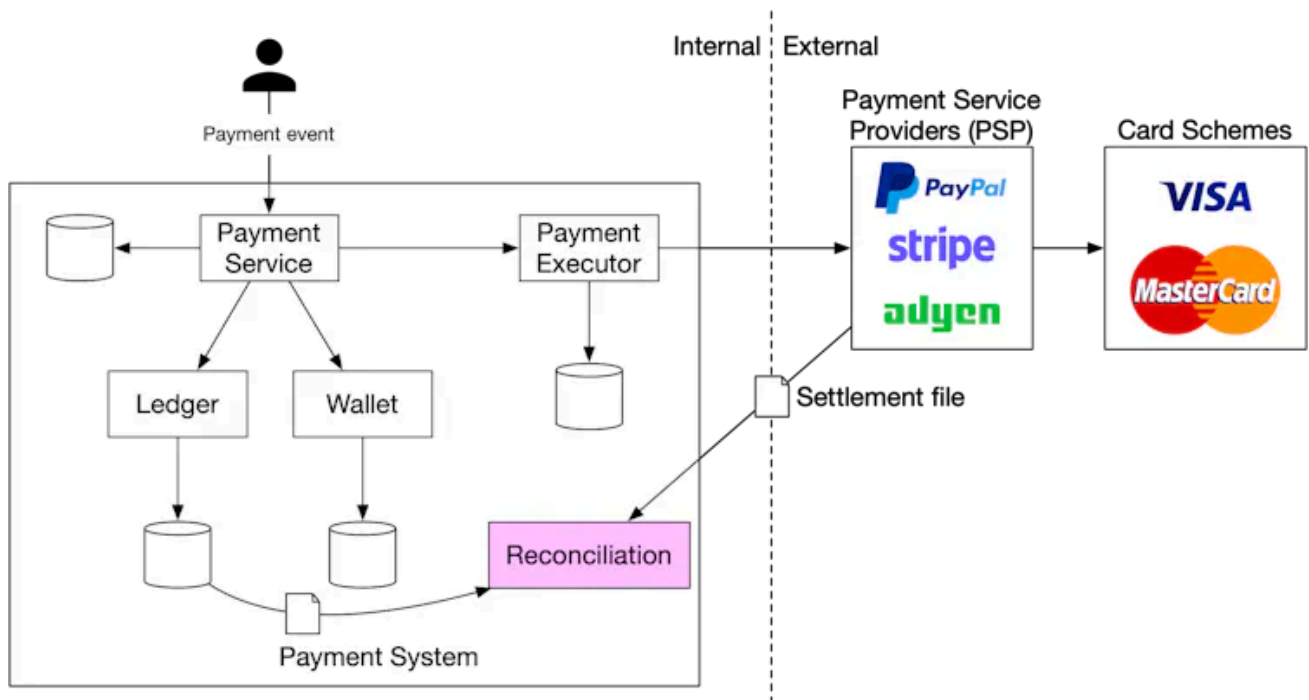 Internal
External
Payment event
Payment Service
Providers (PSP)
Card Schemes
PayPal
stripe
adyen
VISA
MasterCard
Payment
Service
Payment
Executor
Ledger
Wallet
Settlement file
Reconciliation
Payment System